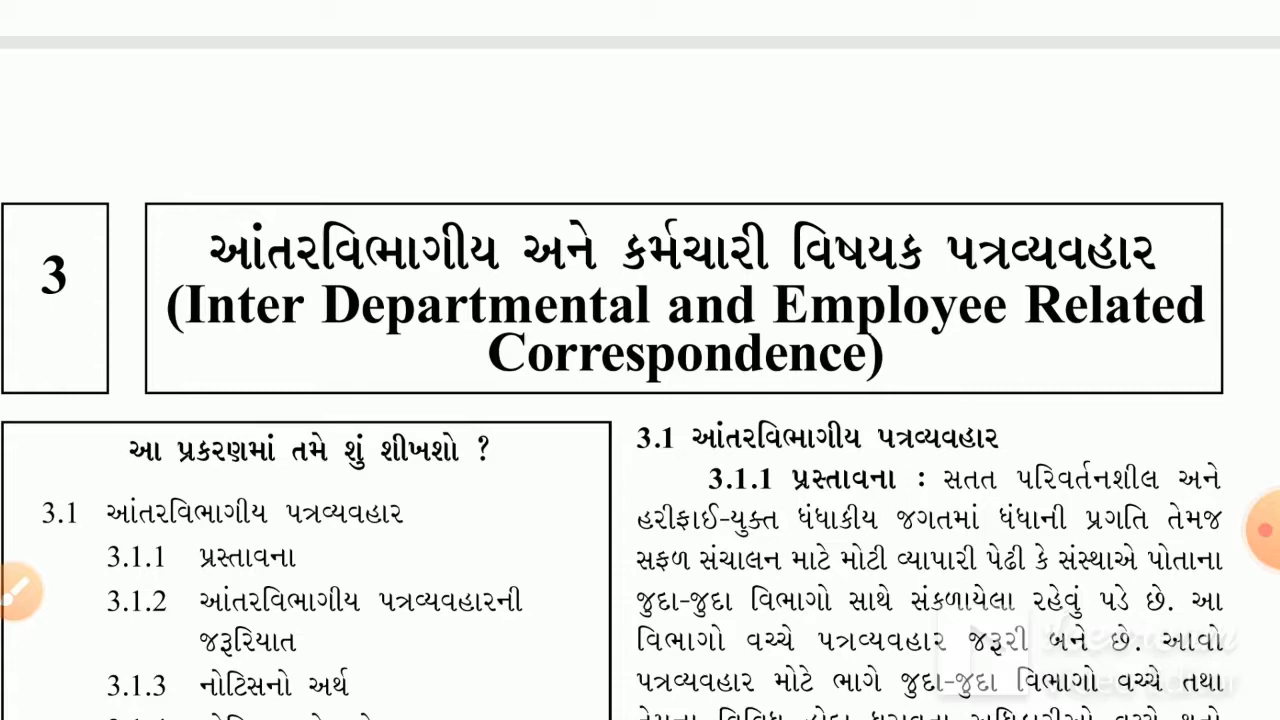 3
આંતરવિભાગીય અને કર્મચારી વિષયક પત્રવ્યવહાર
(Inter Departmental and Employee Related
Correspondence)
આ પ્રકરણમાં તમે શું શીખશો ?
3.1 આંતરવિભાગીય પત્રવ્યવહાર
3.1.1 પ્રસ્તાવના
3.1.2 આંતરવિભાગીય પત્રવ્યવહારની
જરૂરિયાત
3.1.3 નોટિસનો અર્થ
3.1 આંતરવિભાગીય પત્રવ્યવહાર
3.1.1 પ્રસ્તાવના : સતત પરિવર્તનશીલ અને
હરીફાઈ-યુક્ત ધંધાકીય જગતમાં ધંધાની પ્રગતિ તેમજ
સફળ સંચાલન માટે મોટી વ્યાપારી પેઢી કે સંસ્થાએ પોતાના
જુદા-જુદા વિભાગો સાથે સંકળાયેલા રહેવું પડે છે. આ
વિભાગો વચ્ચે પત્રવ્યવહાર જરૂરી બને છે. આવો
પત્રવ્યવહાર મોટે ભાગે જુદા-જુદા વિભાગો વચ્ચે તથા